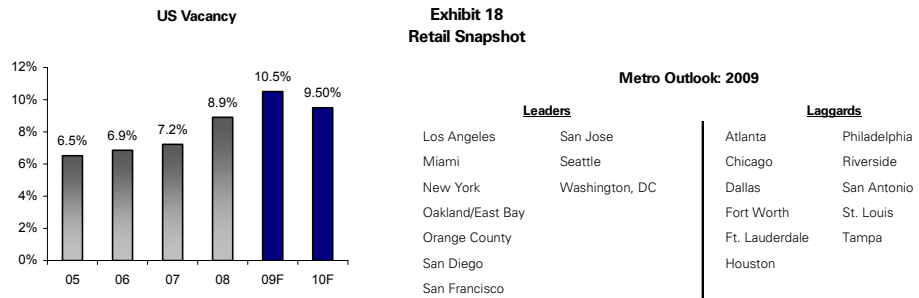 US Vacancy
Exhibit 18
Retail Snapshot
12%
10%
8%
6%
4%
2%
0%
6.5%
6.9%
7.2%
8.9%
10.5%
9.50%
05 06 07 08 09F 10F
Metro Outlook: 2009
Leaders
Los Angeles San Jose
Miami Seattle
New York Washington, DC
Oakland/East Bay
Orange County
San Diego
San Francisco
Laggards
Atlanta Philadelphia
Chicago Riverside
Dallas San Antonio
Fort Worth St. Louis
Ft. Lauderdale Tampa
Houston